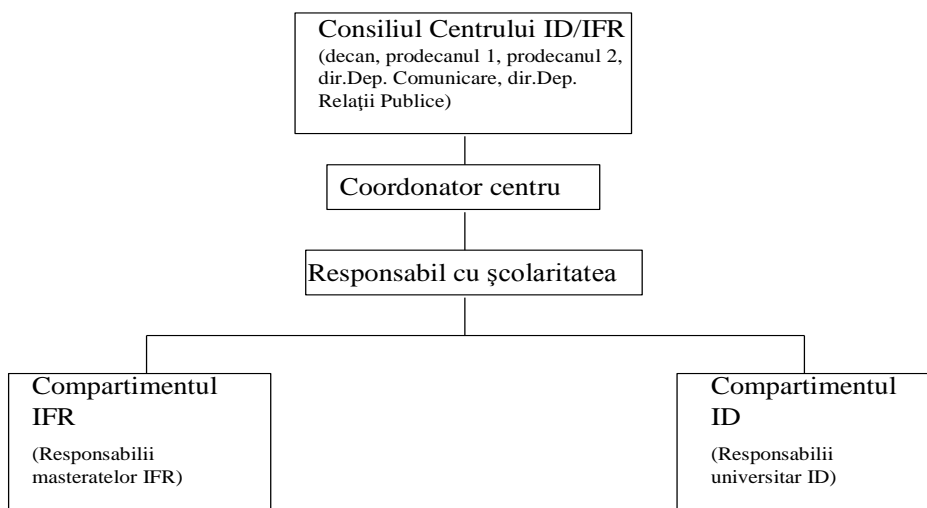 Consiliul Centrului ID/IFR
(decan, prodecanul 1, prodecanul 2,
dir.Dep. Comunicare, dir.Dep.
Relaţii Publice)
Coordonator centru
Responsabil cu şcolaritatea
Compartimentul
IFR
(Responsabilii
masteratelor IFR)
Compartimentul
ID
(Responsabilii
universitar ID)